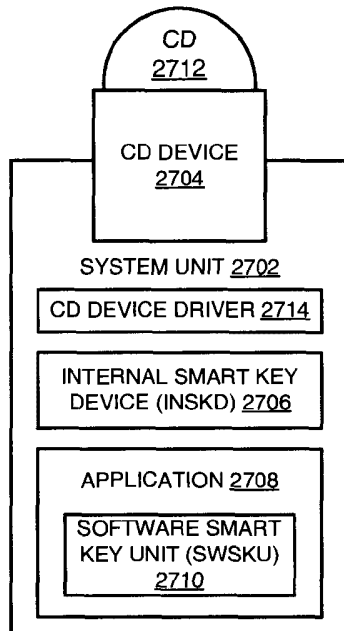 CD
2712
CD DEVICE
2704
SYSTEM UNIT 2702
CD DEVICE DRIVER 2714
INTERNAL SMART KEY
DEVICE (INSKD) 2706
APPLICATION 2708
SOFTWARE SMART
KEY UNIT (SWSKU)
2710